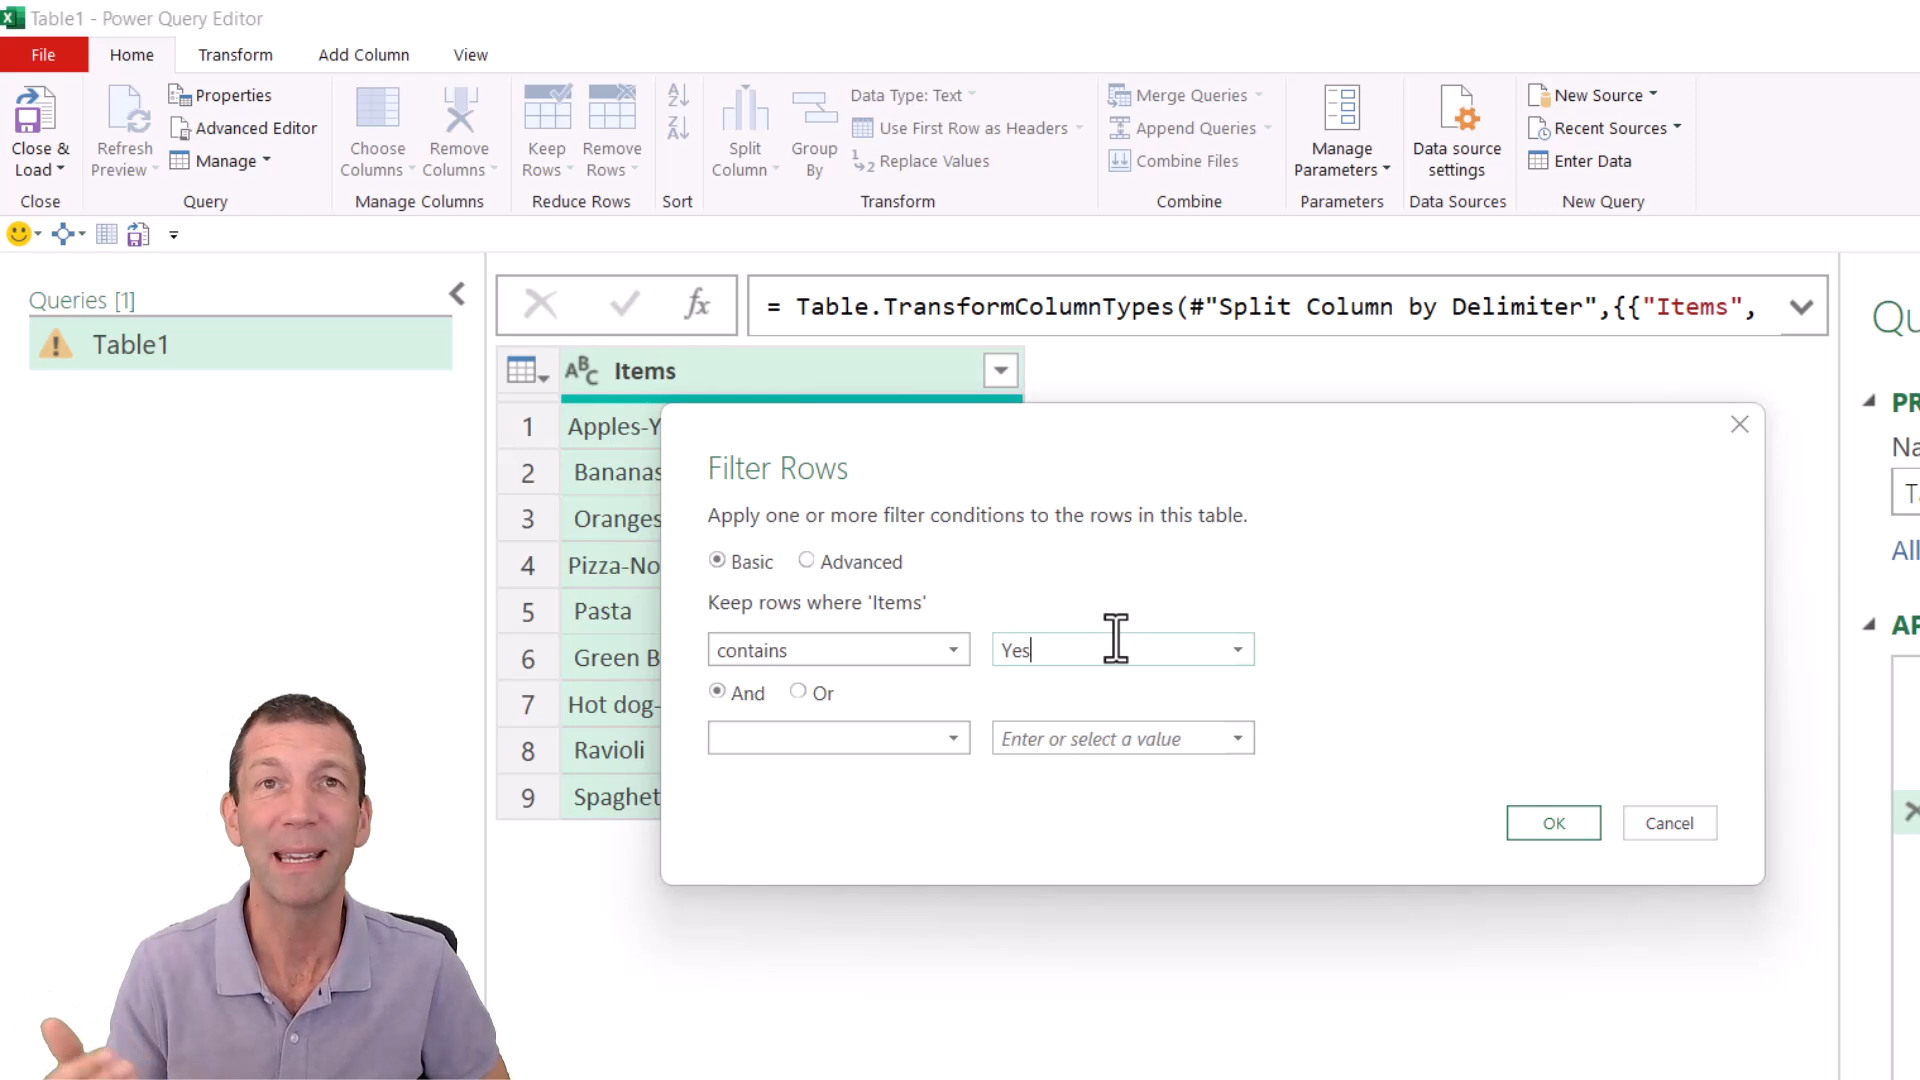 Table1 - Power Query Editor
File Home Transform Add Column View
Close & Load
Close
Refresh Preview
Properties
Advanced Editor
Manage
Query
Choose Columns
Remove Columns
Manage Columns
Keep Rows
Remove Rows
Reduce Rows
A Z
Z A
Sort
Split Column
Group By
Data Type: Text
Use First Row as Headers
1 2 Replace Values
Transform
Merge Queries
Append Queries
Combine Files
Combine
Manage Parameters
Parameters
Data source settings
Data Sources
New Source
Recent Sources
Enter Data
New Query
Queries [1]
Table1
fx
= Table.TransformColumnTypes(#"Split Column by Delimiter",{{"Items",
ABC Items
1 Apples-Y
2 Bananas
3 Oranges
4 Pizza-No
5 Pasta
6 Green B
7 Hot dog-
8 Ravioli
9 Spaghet
Filter Rows
Apply one or more filter conditions to the rows in this table.
Basic Advanced
Keep rows where 'Items'
contains Yes
And Or
Enter or select a value
OK Cancel
Qu
PR
Na
T
All
AP